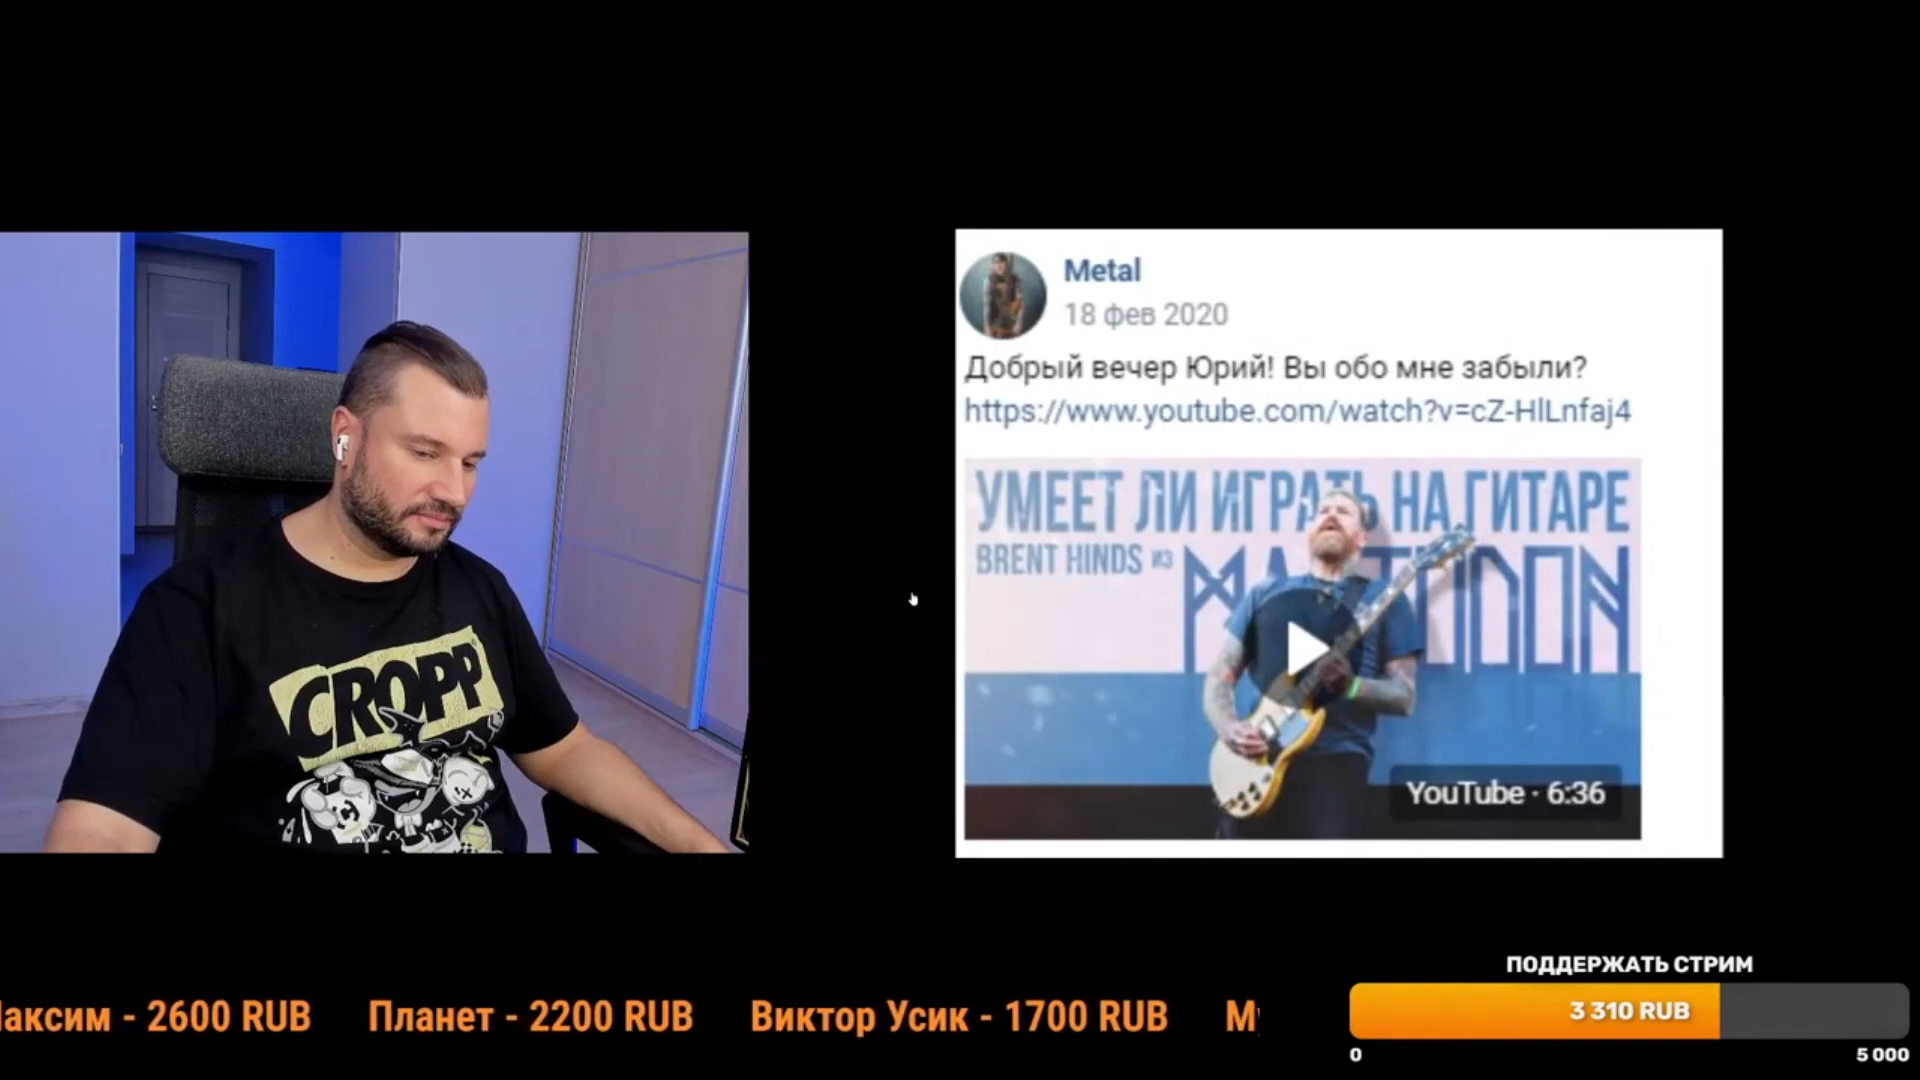 Metal
18 фев 2020
Добрый вечер Юрий! Вы обо мне забыли?
https://www.youtube.com/watch?v=cZ-HlLnfaj4
УМЕЕТ ЛИ ИГРАТЬ НА ГИТАРЕ
BRENT HINDS ИЗ MASTODON
YouTube · 6:36
CROPP
ПОДДЕРЖАТЬ СТРИМ
аксим - 2600 RUB Планет - 2200 RUB Виктор Усик - 1700 RUB
3 310 RUB
0 5 000